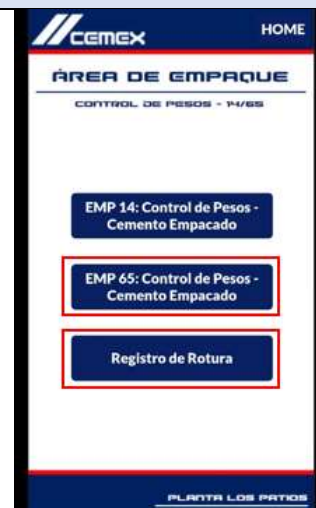 CEMEX
HOME
ÁREA DE EMPAQUE
CONTROL DE PESOS - 14/65
EMP 14: Control de Pesos -
Cemento Empacado
EMP 65: Control de Pesos -
Cemento Empacado
Registro de Rotura
PLANTA LOS PATIOS